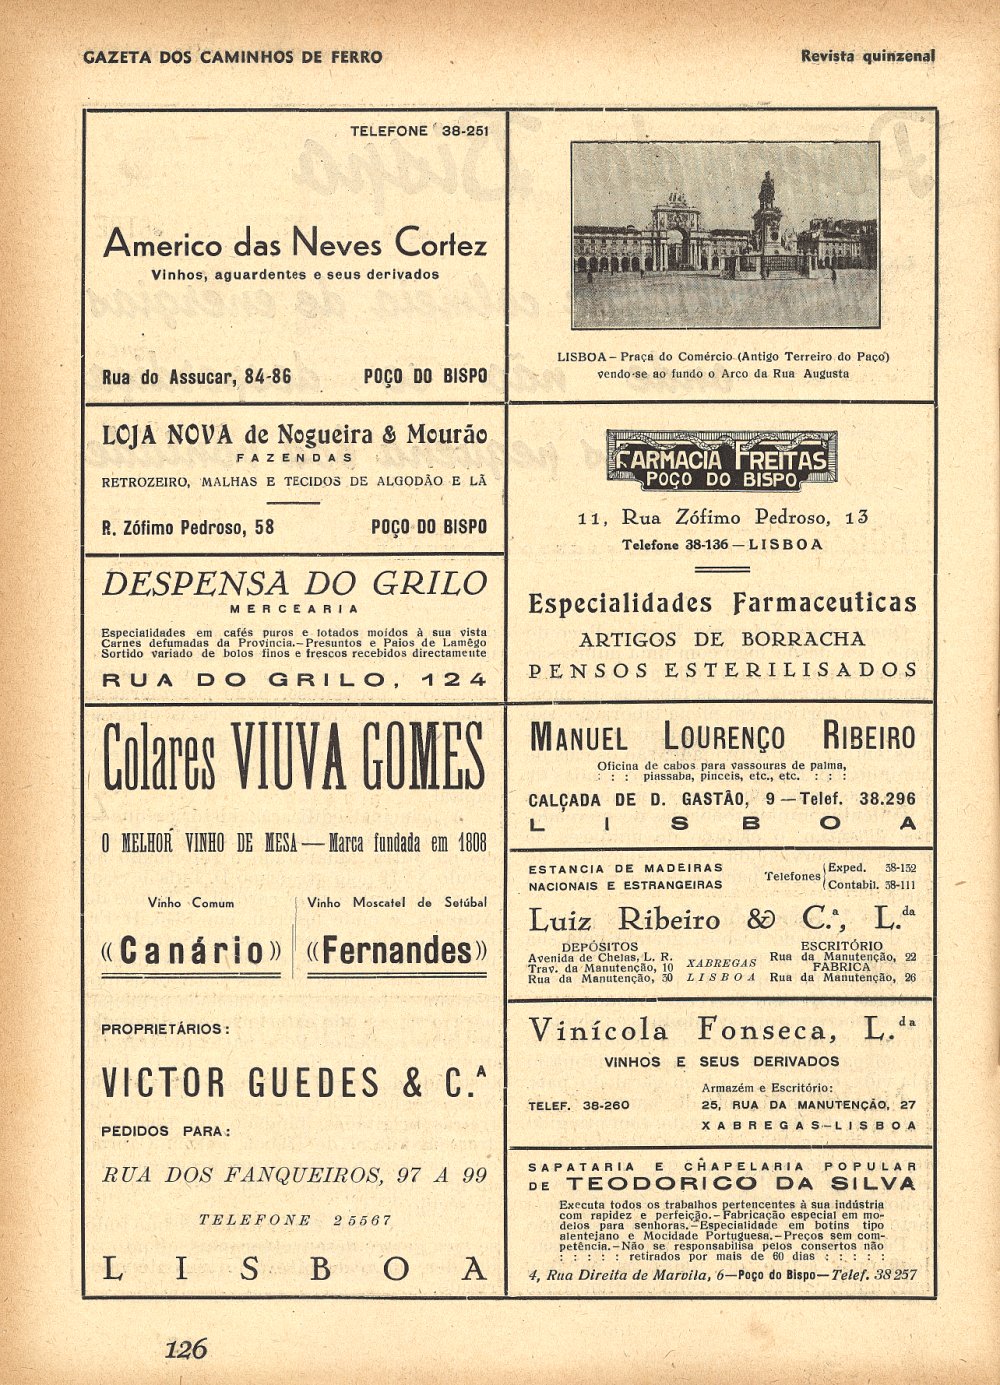 GAZETA DOS CAMINHOS DE FERRO
Revista quinzenal
TELEFONE 38-251
Americo das Neves Cortez
Vinhos, aguardentes e seus derivados
Rua do Assucar, 84-86 POÇO DO BISPO
LISBOA – Praça do Comércio (Antigo Terreiro do Paço)
vendo-se ao fundo o Arco da Rua Augusta
LOJA NOVA de Nogueira & Mourão
FAZENDAS
RETROZEIRO, MALHAS E TECIDOS DE ALGODÃO E LÃ
R. Zófimo Pedroso, 58 POÇO DO BISPO
FARMACIA FREITAS
POÇO DO BISPO
11, Rua Zófimo Pedroso, 13
Telefone 38-136 — LISBOA
Especialidades Farmaceuticas
ARTIGOS DE BORRACHA
PENSOS ESTERILISADOS
DESPENSA DO GRILO
MERCEARIA
Especialidades em cafés puros e lotados moídos à sua vista
Carnes defumadas da Província.–Presuntos e Paios de Lamêgo
Sortido variado de bolos finos e frescos recebidos directamente
RUA DO GRILO, 124
Colares VIUVA GOMES
O MELHOR VINHO DE MESA — Marca fundada em 1808
Vinho Comum
«Canário»
Vinho Moscatel de Setúbal
«Fernandes»
PROPRIETÁRIOS:
VICTOR GUEDES & C.ª
PEDIDOS PARA:
RUA DOS FANQUEIROS, 97 A 99
TELEFONE 25567
LISBOA
MANUEL LOURENÇO RIBEIRO
Oficina de cabos para vassouras de palma,
: : : piassaba, pinceis, etc., etc. : : :
CALÇADA DE D. GASTÃO, 9 — Telef. 38.296
LISBOA
ESTANCIA DE MADEIRAS
NACIONAIS E ESTRANGEIRAS
Telefones { Exped. 38-132
Contabil. 38-111
Luiz Ribeiro & C.ª, L.da
DEPÓSITOS
Avenida de Chelas, L. R.
Trav. da Manutenção, 10
Rua da Manutenção, 30
XABREGAS
LISBOA
ESCRITÓRIO
Rua da Manutenção, 22
FÁBRICA
Rua da Manutenção, 26
Vinícola Fonseca, L.da
VINHOS E SEUS DERIVADOS
TELEF. 38-260
Armazém e Escritório:
25, RUA DA MANUTENÇÃO, 27
XABREGAS–LISBOA
SAPATARIA E CHAPELARIA POPULAR
DE TEODORICO DA SILVA
Executa todos os trabalhos pertencentes à sua indústria
com rapidez e perfeição.–Fabricação especial em mo-
delos para senhoras.–Especialidade em botins tipo
alentejano e Mocidade Portuguesa.–Preços sem com-
petência.–Não se responsabilisa pelos consertos não
: : : : : retirados por mais de 60 dias : : : : :
4, Rua Direita de Marvila, 6—Poço do Bispo—Telef. 38257
126